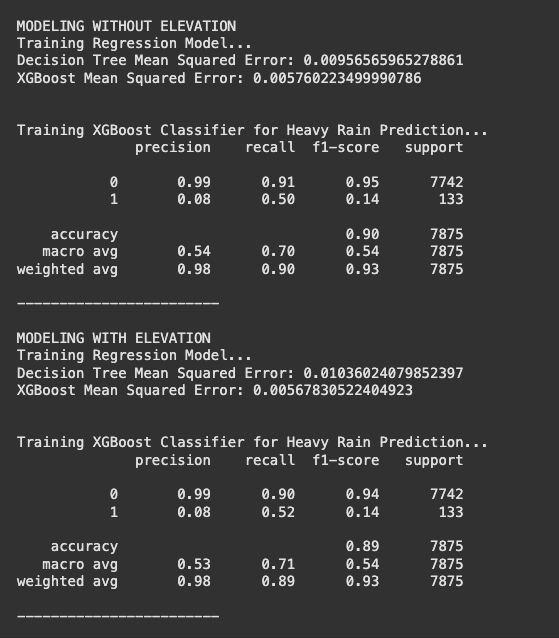 MODELING WITHOUT ELEVATION
Training Regression Model...
Decision Tree Mean Squared Error: 0.00956565965278861
XGBoost Mean Squared Error: 0.005760223499990786
Training XGBoost Classifier for Heavy Rain Prediction...
precision recall f1-score support
0 0.99 0.91 0.95 7742
1 0.08 0.50 0.14 133
accuracy 0.90 7875
macro avg 0.54 0.70 0.54 7875
weighted avg 0.98 0.90 0.93 7875
________________________
MODELING WITH ELEVATION
Training Regression Model...
Decision Tree Mean Squared Error: 0.01036024079852397
XGBoost Mean Squared Error: 0.00567830522404923
Training XGBoost Classifier for Heavy Rain Prediction...
precision recall f1-score support
0 0.99 0.90 0.94 7742
1 0.08 0.52 0.14 133
accuracy 0.89 7875
macro avg 0.53 0.71 0.54 7875
weighted avg 0.98 0.89 0.93 7875
________________________